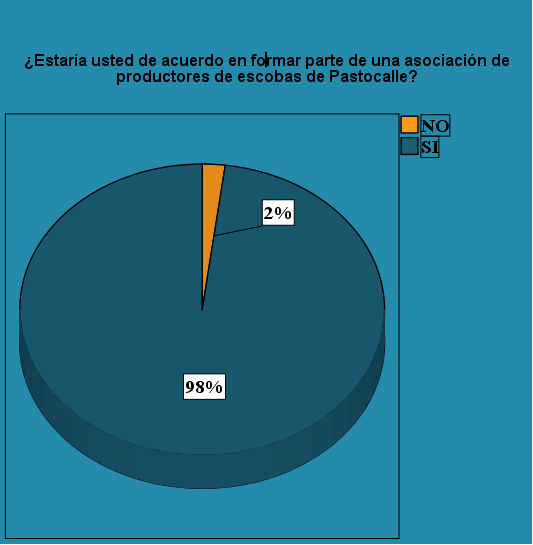 ¿Estaría usted de acuerdo en formar parte de una asociación de
productores de escobas de Pastocalle?
NO
SI
2%
98%